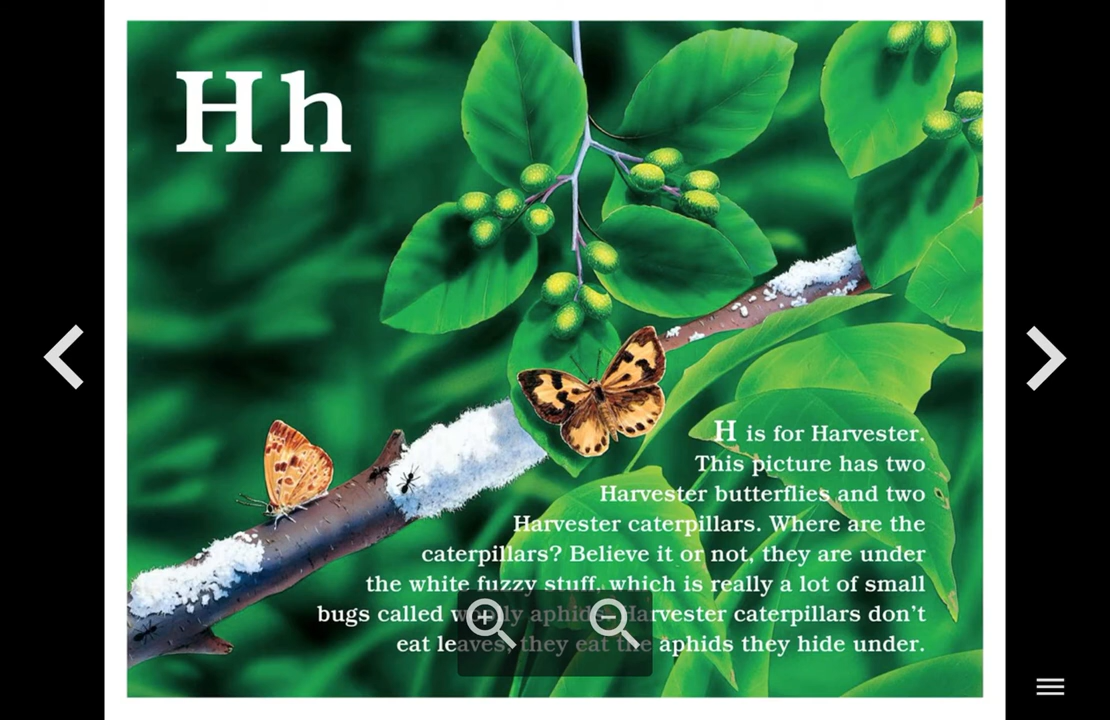 Hh
H is for Harvester.
This picture has two
Harvester butterflies and two
Harvester caterpillars. Where are the
caterpillars? Believe it or not, they are under
the white fuzzy stuff, which is really a lot of small
bugs called woolly aphids. Harvester caterpillars don't
eat leaves, they eat the aphids they hide under.